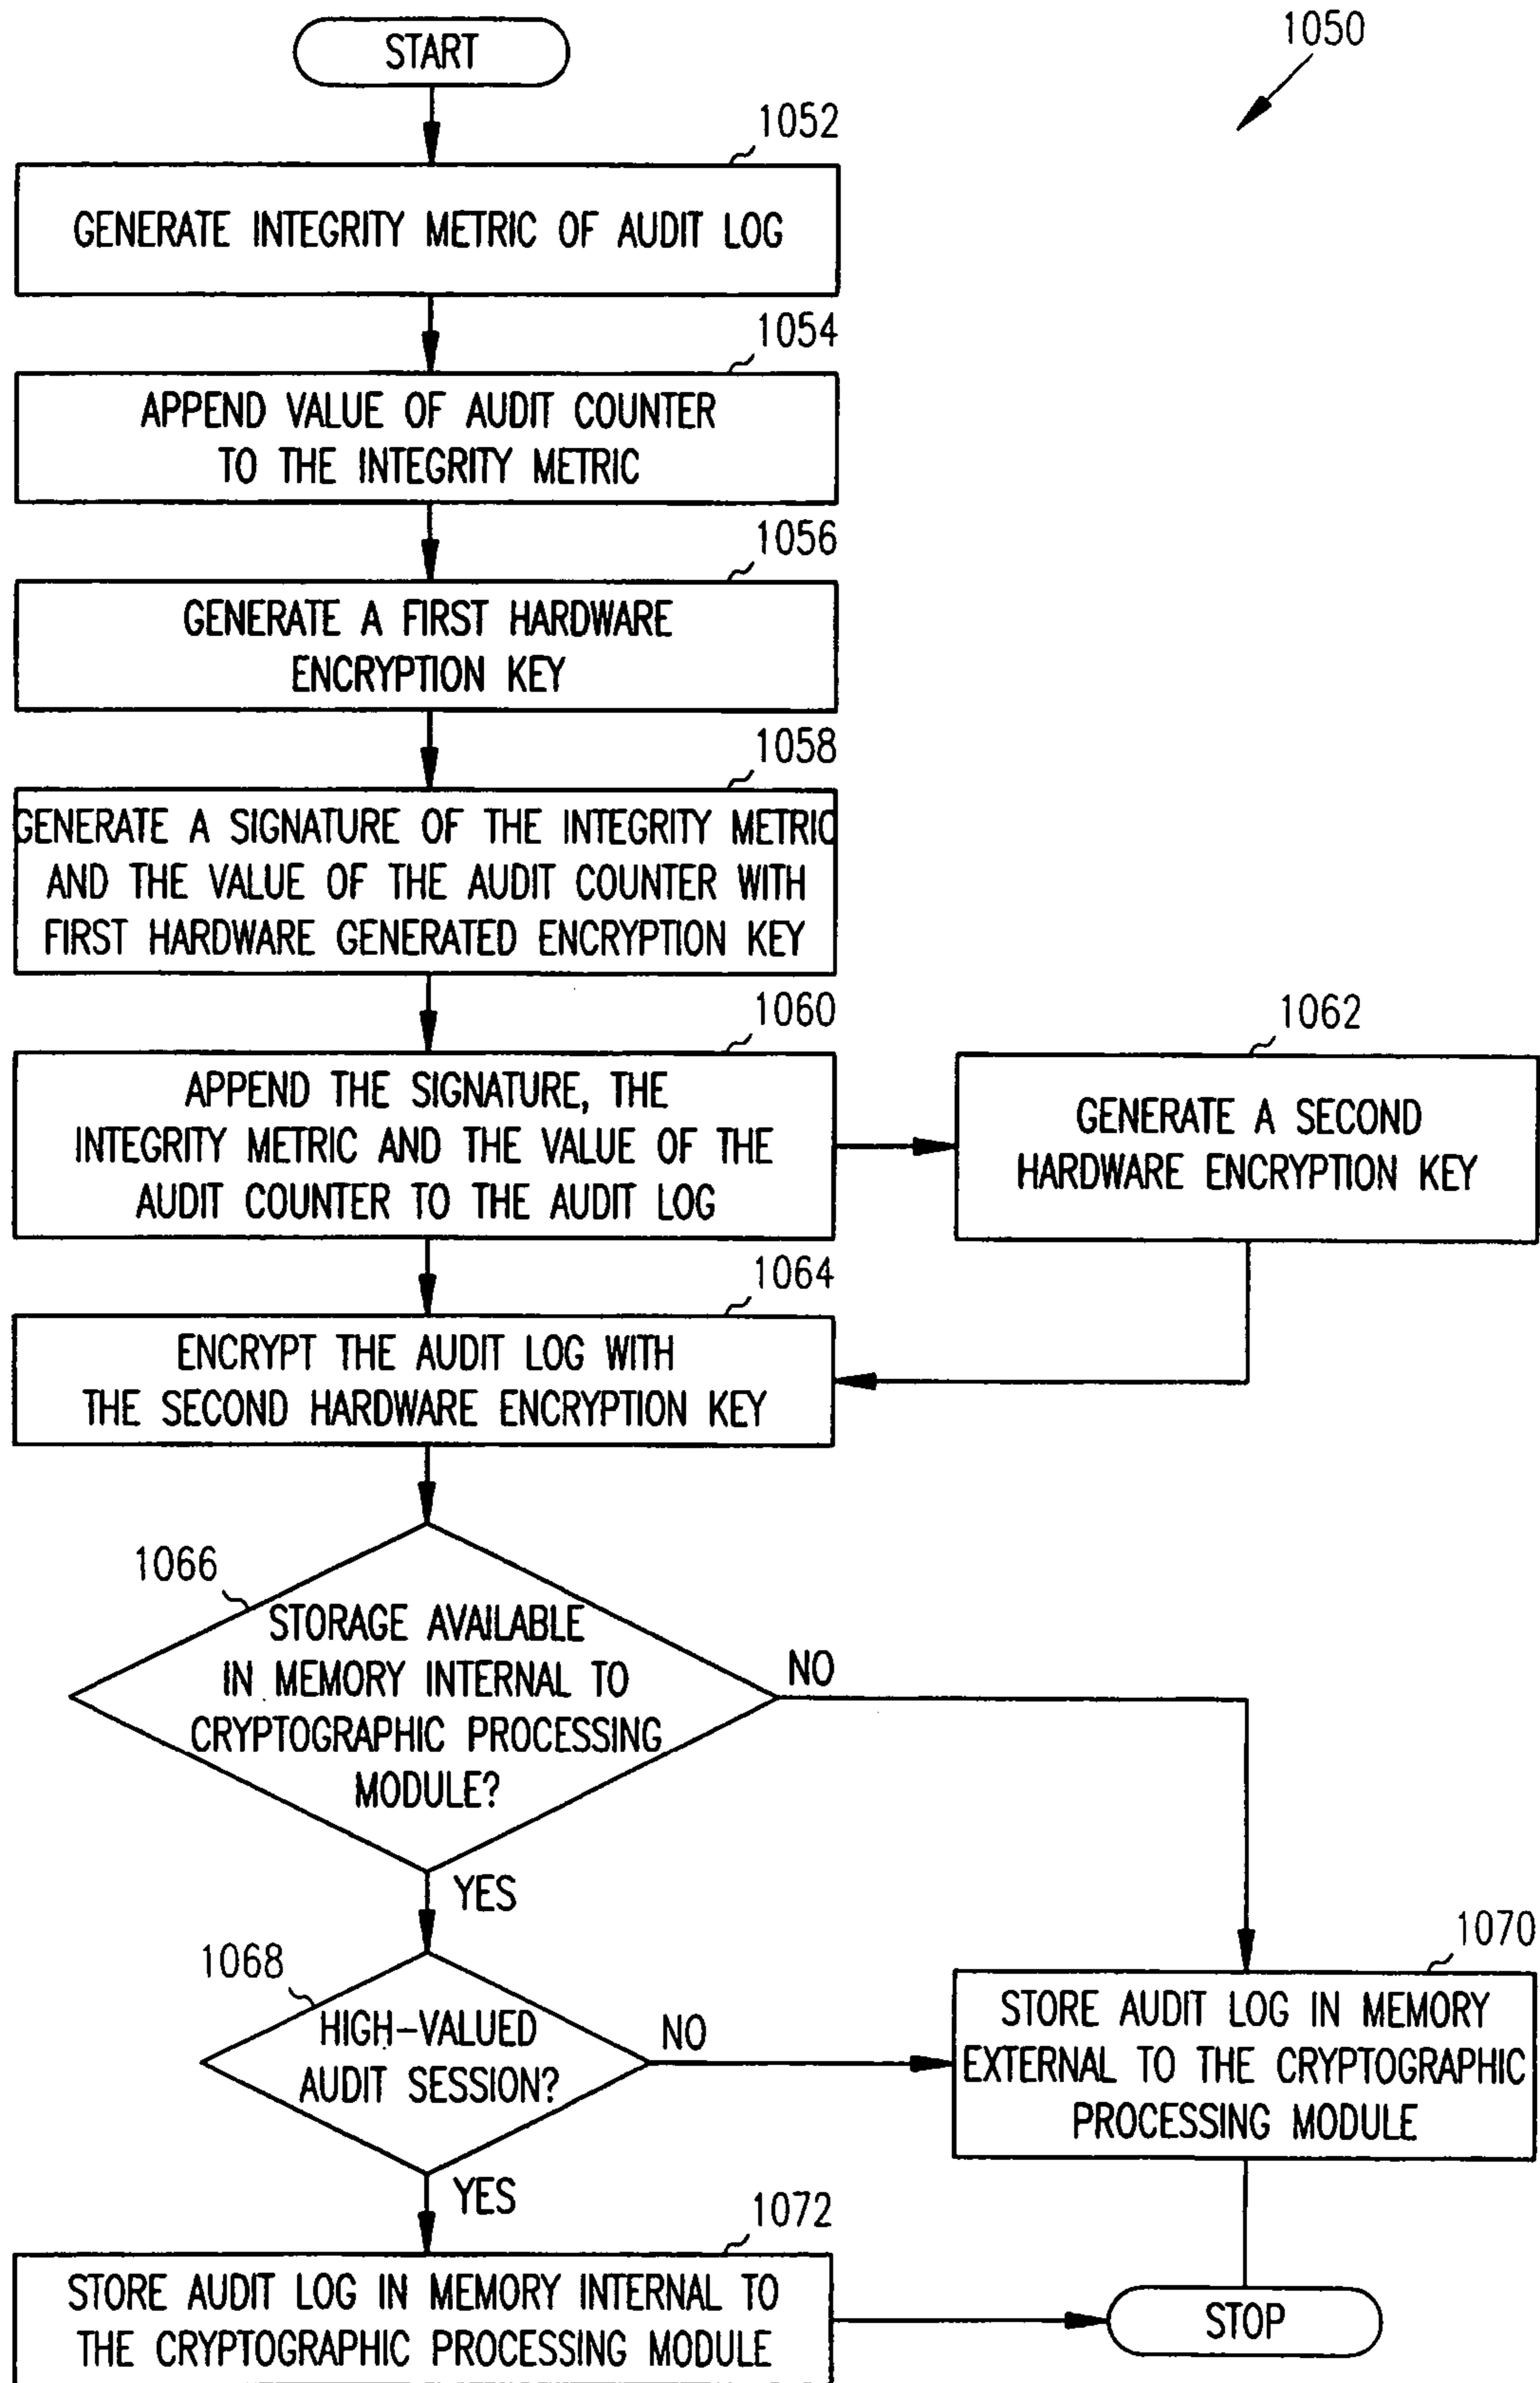 START
1050
1052
GENERATE INTEGRITY METRIC OF AUDIT LOG
1054
APPEND VALUE OF AUDIT COUNTER
TO THE INTEGRITY METRIC
1056
GENERATE A FIRST HARDWARE
ENCRYPTION KEY
1058
GENERATE A SIGNATURE OF THE INTEGRITY METRIC
AND THE VALUE OF THE AUDIT COUNTER WITH
FIRST HARDWARE GENERATED ENCRYPTION KEY
1060
APPEND THE SIGNATURE, THE
INTEGRITY METRIC AND THE VALUE OF THE
AUDIT COUNTER TO THE AUDIT LOG
1062
GENERATE A SECOND
HARDWARE ENCRYPTION KEY
1064
ENCRYPT THE AUDIT LOG WITH
THE SECOND HARDWARE ENCRYPTION KEY
1066
STORAGE AVAILABLE
IN MEMORY INTERNAL TO
CRYPTOGRAPHIC PROCESSING
MODULE?
NO
YES
1068
HIGH-VALUED
AUDIT SESSION?
NO
YES
1070
STORE AUDIT LOG IN MEMORY
EXTERNAL TO THE CRYPTOGRAPHIC
PROCESSING MODULE
1072
STORE AUDIT LOG IN MEMORY INTERNAL TO
THE CRYPTOGRAPHIC PROCESSING MODULE
STOP